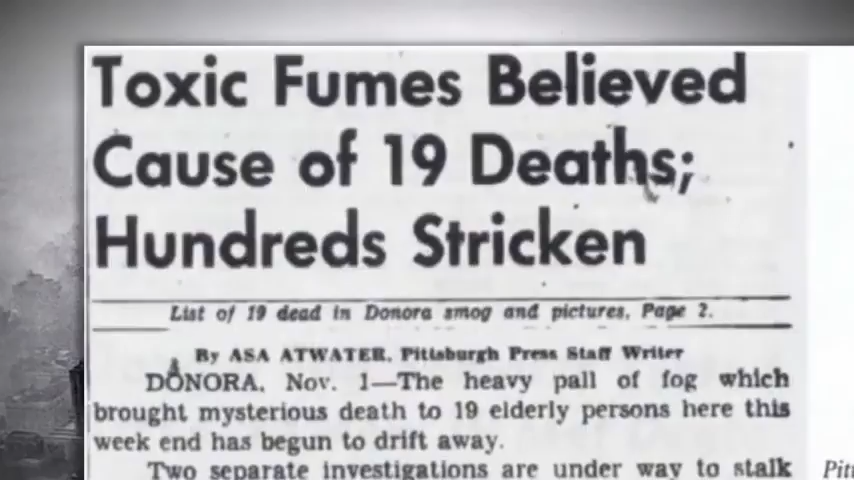 Toxic Fumes Believed
Cause of 19 Deaths;
Hundreds Stricken
List of 19 dead in Donora smog and pictures, Page 2.
By ASA ATWATER, Pittsburgh Press Staff Writer
DONORA, Nov. 1—The heavy pall of fog which
brought mysterious death to 19 elderly persons here this
week end has begun to drift away.
Two separate investigations are under way to stalk